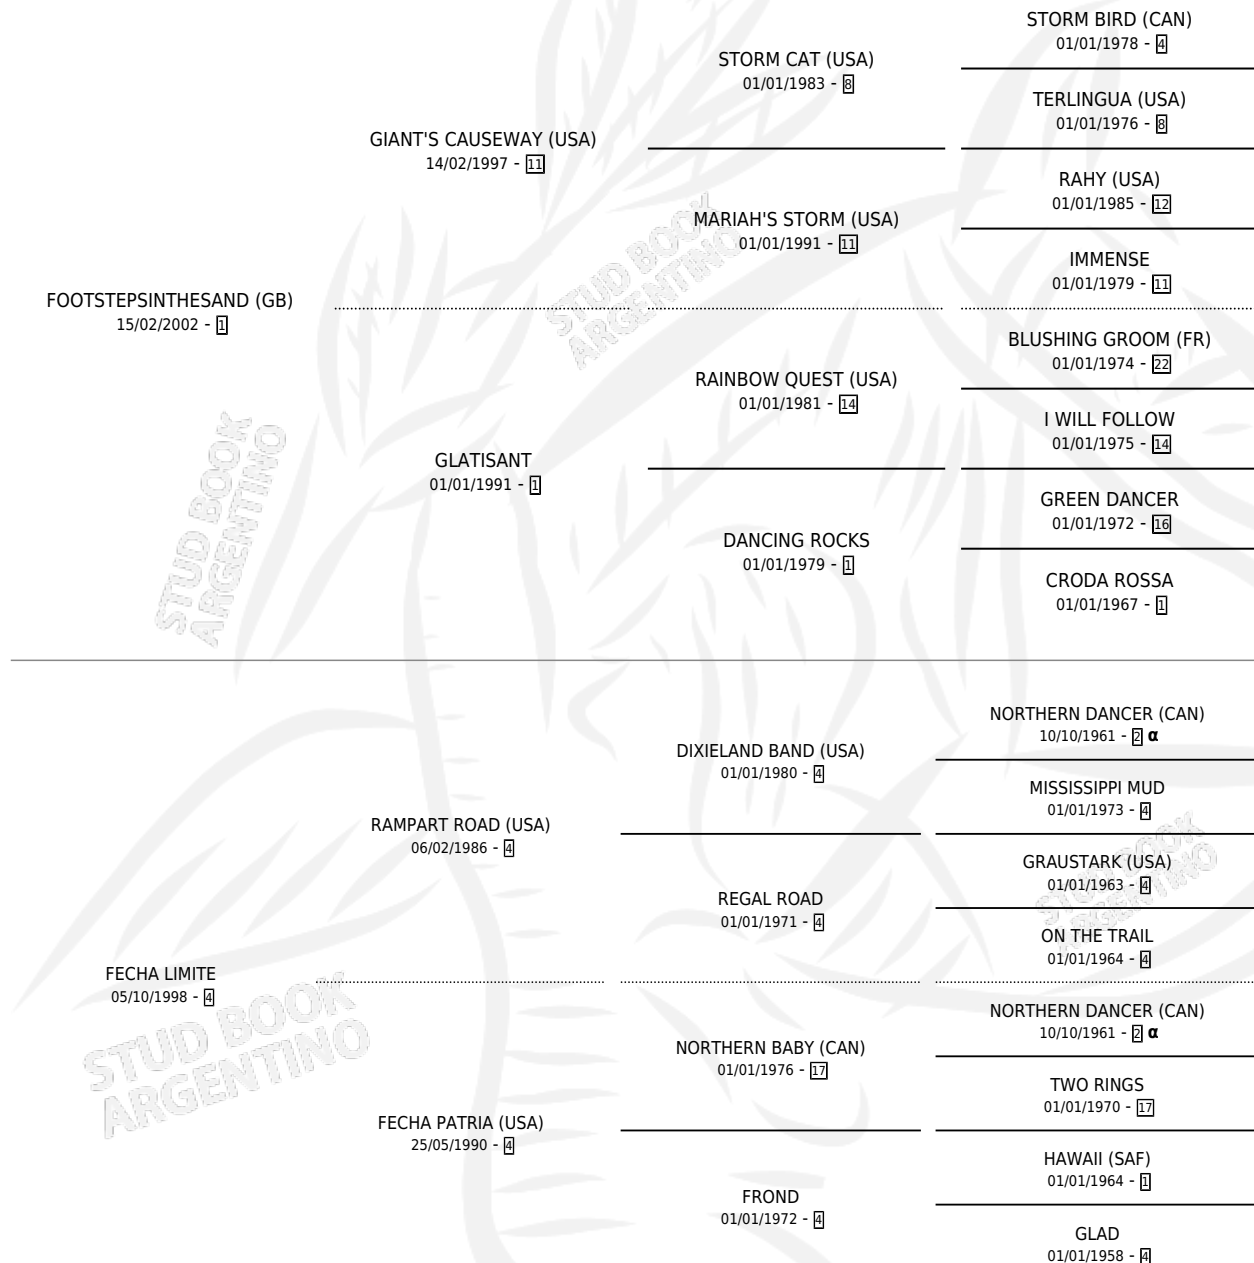 STORM BIRD (CAN)
01/01/1978 - 4
STORM CAT (USA)
01/01/1983 - 8
TERLINGUA (USA)
01/01/1976 - 8
GIANT'S CAUSEWAY (USA)
14/02/1997 - 11
RAHY (USA)
01/01/1985 - 12
MARIAH'S STORM (USA)
01/01/1991 - 11
IMMENSE
01/01/1979 - 11
FOOTSTEPSINTHESAND (GB)
15/02/2002 - 1
BLUSHING GROOM (FR)
01/01/1974 - 22
RAINBOW QUEST (USA)
01/01/1981 - 14
I WILL FOLLOW
01/01/1975 - 14
GLATISANT
01/01/1991 - 1
GREEN DANCER
01/01/1972 - 16
DANCING ROCKS
01/01/1979 - 1
CRODA ROSSA
01/01/1967 - 1
NORTHERN DANCER (CAN)
10/10/1961 - 2 α
DIXIELAND BAND (USA)
01/01/1980 - 4
MISSISSIPPI MUD
01/01/1973 - 4
RAMPART ROAD (USA)
06/02/1986 - 4
GRAUSTARK (USA)
01/01/1963 - 4
REGAL ROAD
01/01/1971 - 4
ON THE TRAIL
01/01/1964 - 4
FECHA LIMITE
05/10/1998 - 4
NORTHERN DANCER (CAN)
10/10/1961 - 2 α
NORTHERN BABY (CAN)
01/01/1976 - 17
TWO RINGS
01/01/1970 - 17
FECHA PATRIA (USA)
25/05/1990 - 4
HAWAII (SAF)
01/01/1964 - 1
FROND
01/01/1972 - 4
GLAD
01/01/1958 - 4
STUD BOOK
ARGENTINO
STUD BOOK
ARGENTINO
STUD BOOK
ARGENTINO
STUD BOOK
ARGENTINO